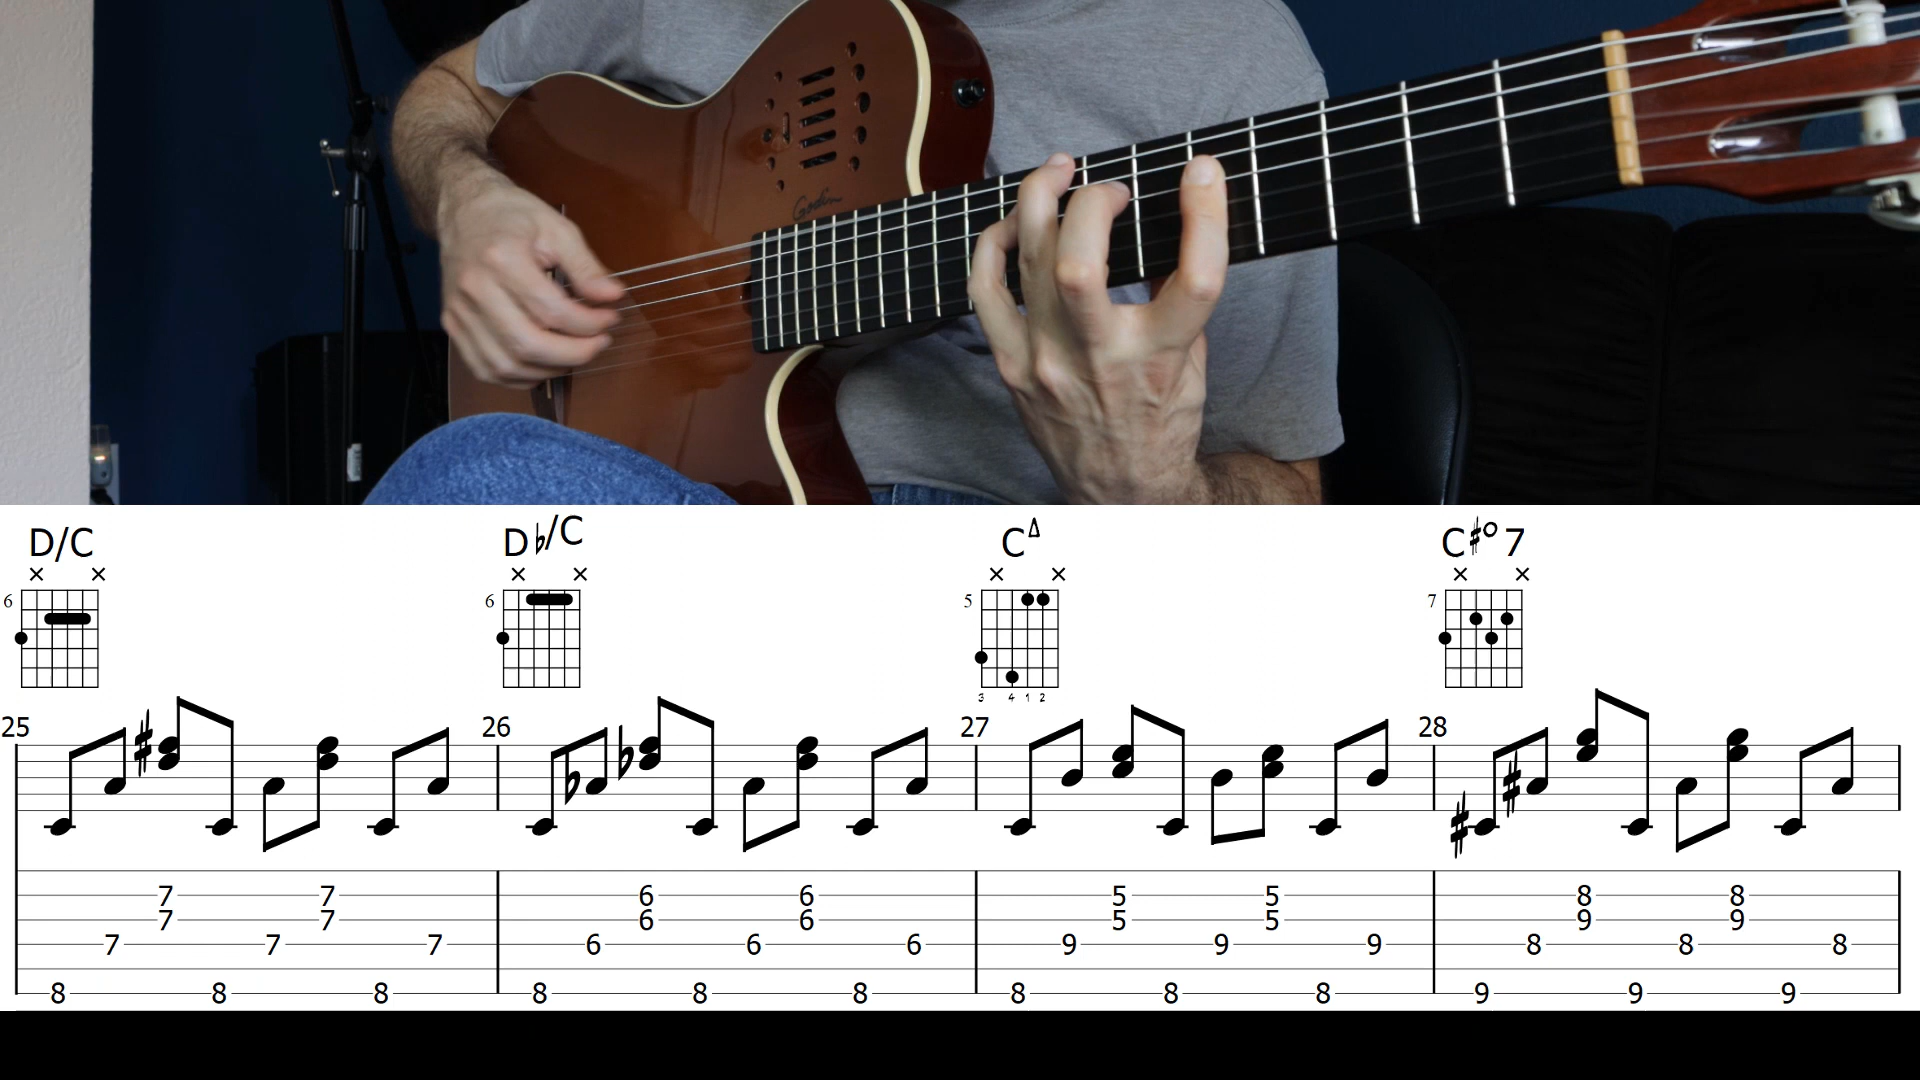 Godin
D/C D♭/C C△ C♯°7
× × × × × × × ×
6 6 5 7
3 4 1 2
25 26 27 28
7 7 6 6 5 5 8 8
7 7 6 6 5 5 9 9
7 7 7 6 6 6 9 9 9 8 8 8
8 8 8 8 8 8 8 8 8 9 9 9